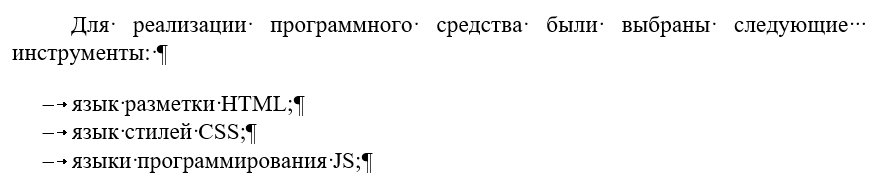 Для реализации программного средства были выбраны следующие
инструменты:
– язык разметки HTML;
– язык стилей CSS;
– языки программирования JS;